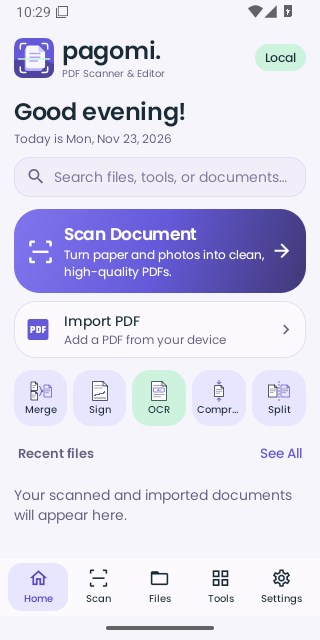 10:29
pagomi.
PDF Scanner & Editor
Local
Good evening!
Today is Mon, Nov 23, 2026
Search files, tools, or documents...
Scan Document
Turn paper and photos into clean,
high-quality PDFs.
PDF
Import PDF
Add a PDF from your device
Merge
Sign
OCR
Compr...
Split
Recent files
See All
Your scanned and imported documents
will appear here.
Home
Scan
Files
Tools
Settings